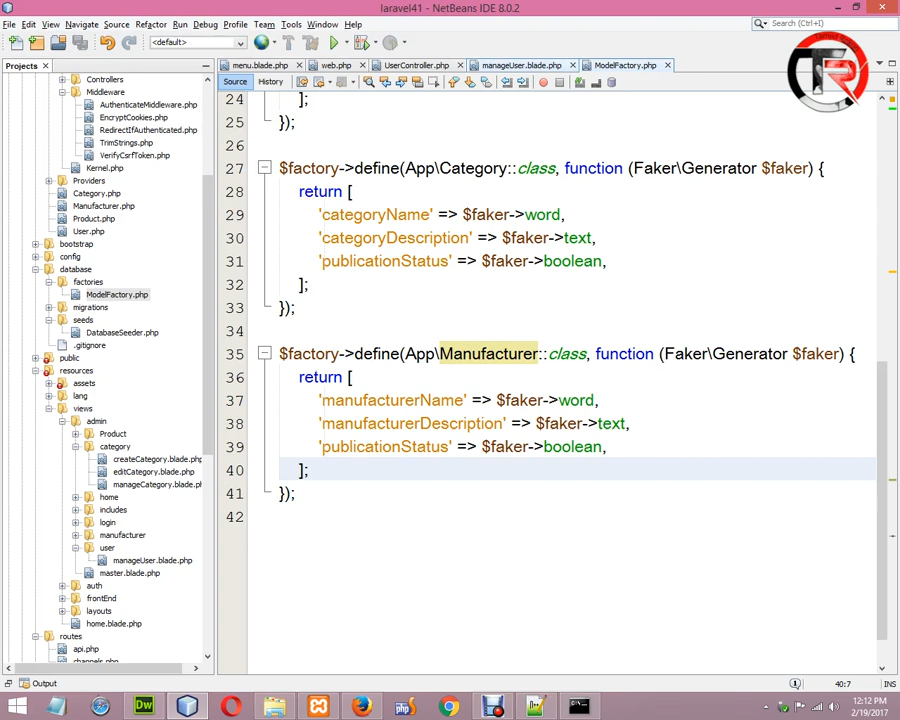 laravel41 - NetBeans IDE 8.0.2
File Edit View Navigate Source Refactor Run Debug Profile Team Tools Window Help
Search (Ctrl+I)
<default>
Projects
menu.blade.php web.php UserController.php manageUser.blade.php ModelFactory.php
Source History
Controllers
Middleware
AuthenticateMiddleware.php
EncryptCookies.php
RedirectIfAuthenticated.php
TrimStrings.php
VerifyCsrfToken.php
Kernel.php
Providers
Category.php
Manufacturer.php
Product.php
User.php
bootstrap
config
database
factories
ModelFactory.php
migrations
seeds
DatabaseSeeder.php
.gitignore
public
resources
assets
lang
views
admin
Product
category
createCategory.blade.php
editCategory.blade.php
manageCategory.blade.php
home
includes
login
manufacturer
user
manageUser.blade.php
master.blade.php
auth
frontEnd
layouts
home.blade.php
routes
api.php
channels.php
24 ];
25 });
26
27 $factory->define(App\Category::class, function (Faker\Generator $faker) {
28 return [
29 'categoryName' => $faker->word,
30 'categoryDescription' => $faker->text,
31 'publicationStatus' => $faker->boolean,
32 ];
33 });
34
35 $factory->define(App\Manufacturer::class, function (Faker\Generator $faker) {
36 return [
37 'manufacturerName' => $faker->word,
38 'manufacturerDescription' => $faker->text,
39 'publicationStatus' => $faker->boolean,
40 ];
41 });
42
Output
40:7 INS
Dw
php
12:12 PM
2/19/2017